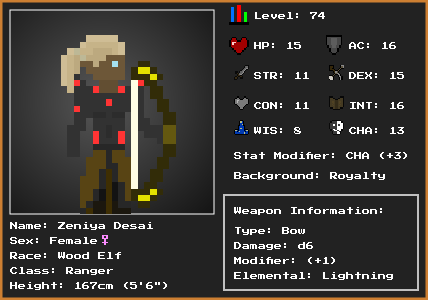 Level: 74
HP: 15 AC: 16
STR: 11 DEX: 15
CON: 11 INT: 16
WIS: 8 CHA: 13
Stat Modifier: CHA (+3)
Background: Royalty
Name: Zeniya Desai
Sex: Female♀
Race: Wood Elf
Class: Ranger
Height: 167cm (5'6")
Weapon Information:
Type: Bow
Damage: d6
Modifier: (+1)
Elemental: Lightning